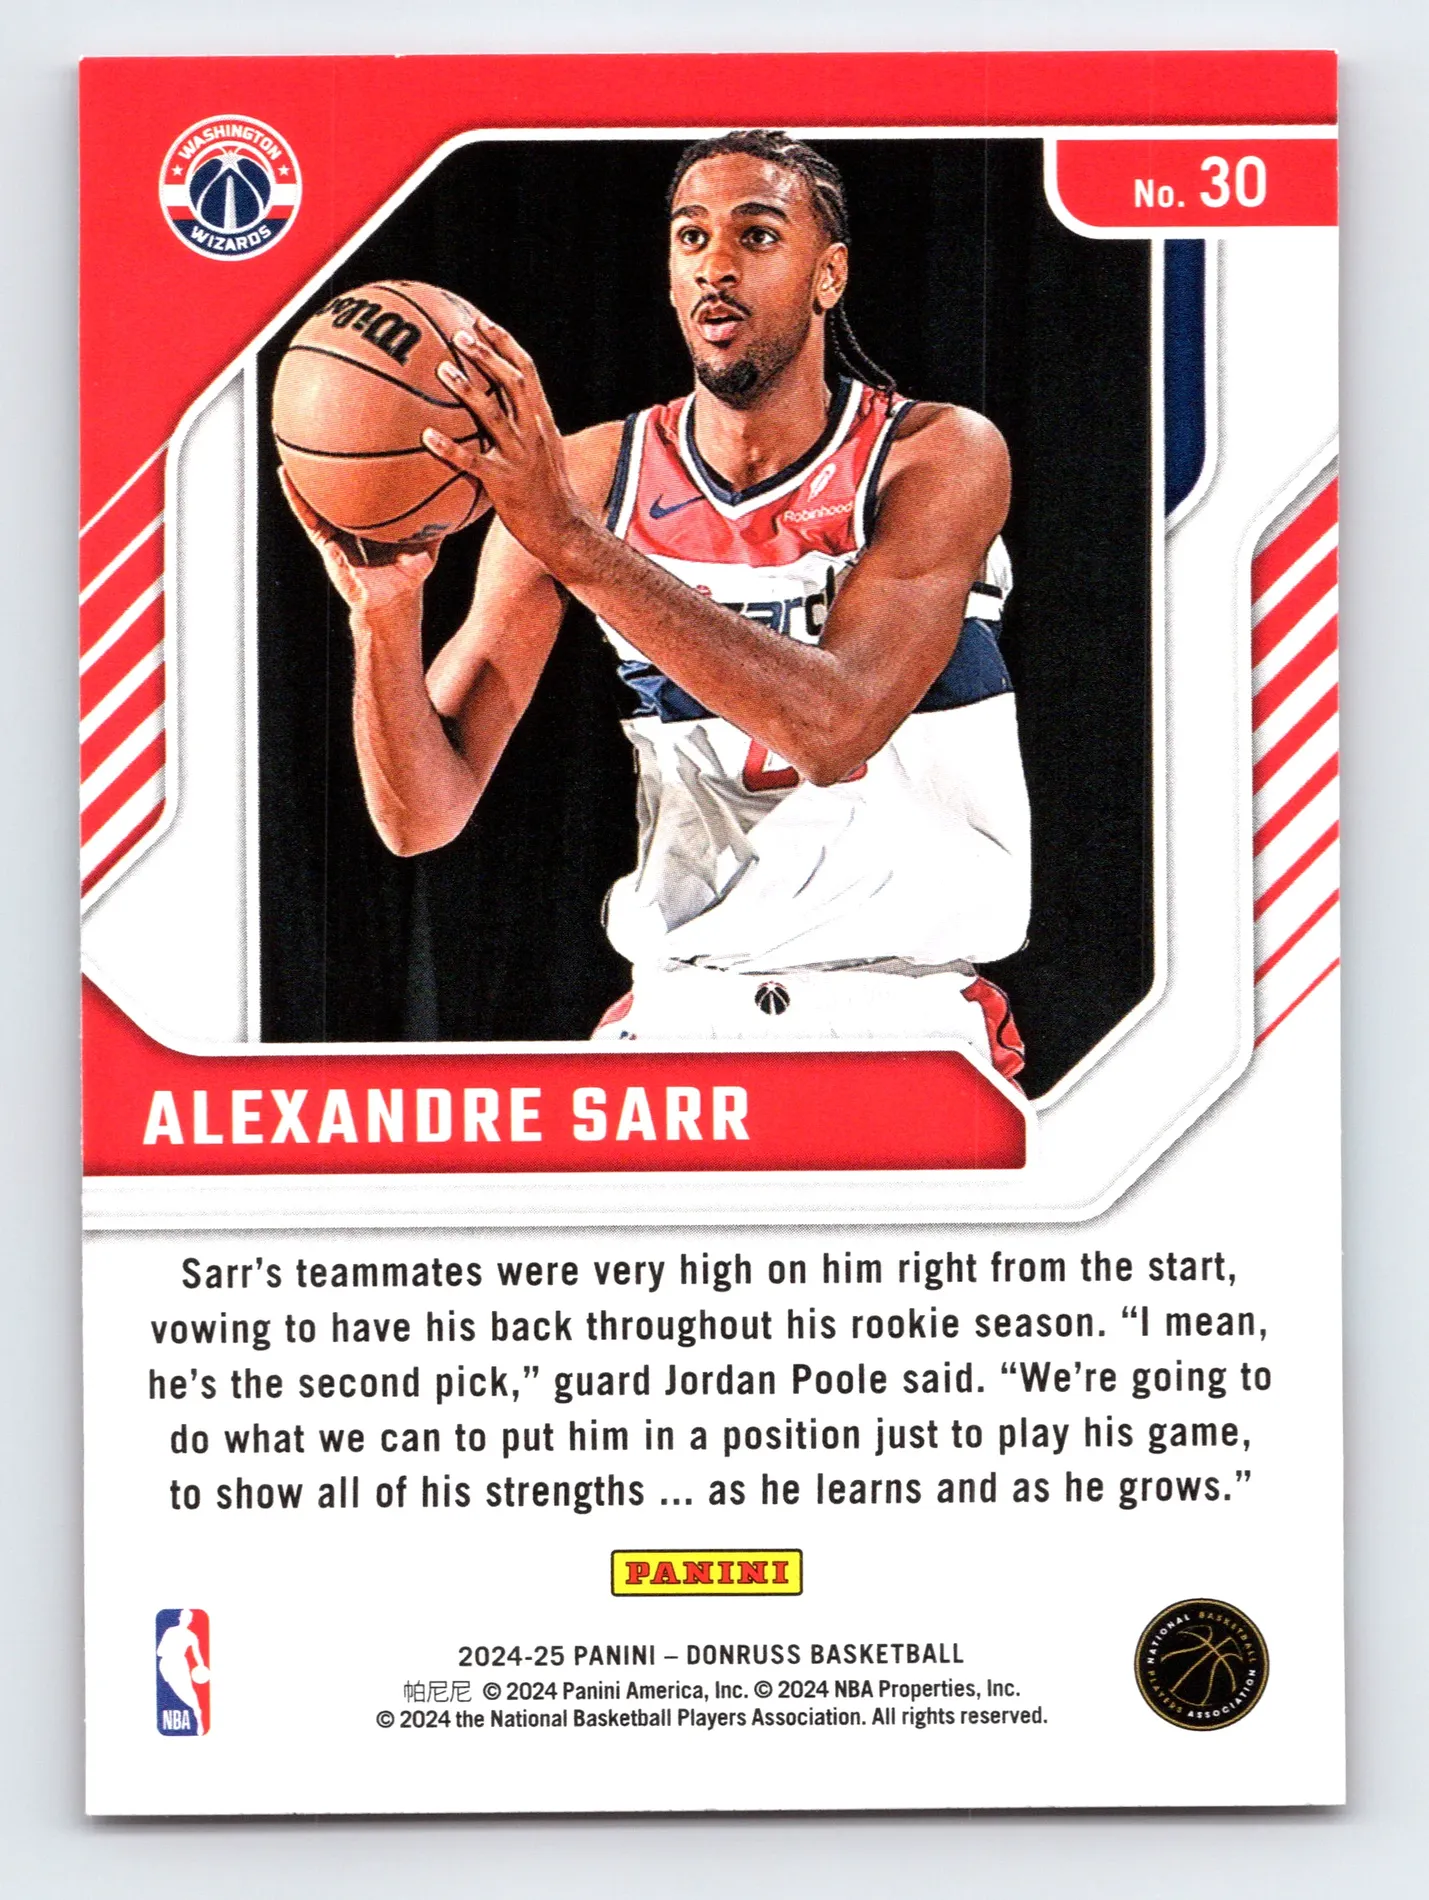 WASHINGTON
WIZARDS
No. 30
Wilson
Robinhood
ALEXANDRE SARR
Sarr's teammates were very high on him right from the start,
vowing to have his back throughout his rookie season. “I mean,
he's the second pick,” guard Jordan Poole said. “We're going to
do what we can to put him in a position just to play his game,
to show all of his strengths ... as he learns and as he grows.”
PANINI
2024-25 PANINI – DONRUSS BASKETBALL
帕尼尼 © 2024 Panini America, Inc. © 2024 NBA Properties, Inc.
© 2024 the National Basketball Players Association. All rights reserved.
NBA
NATIONAL BASKETBALL
PLAYERS ASSOCIATION